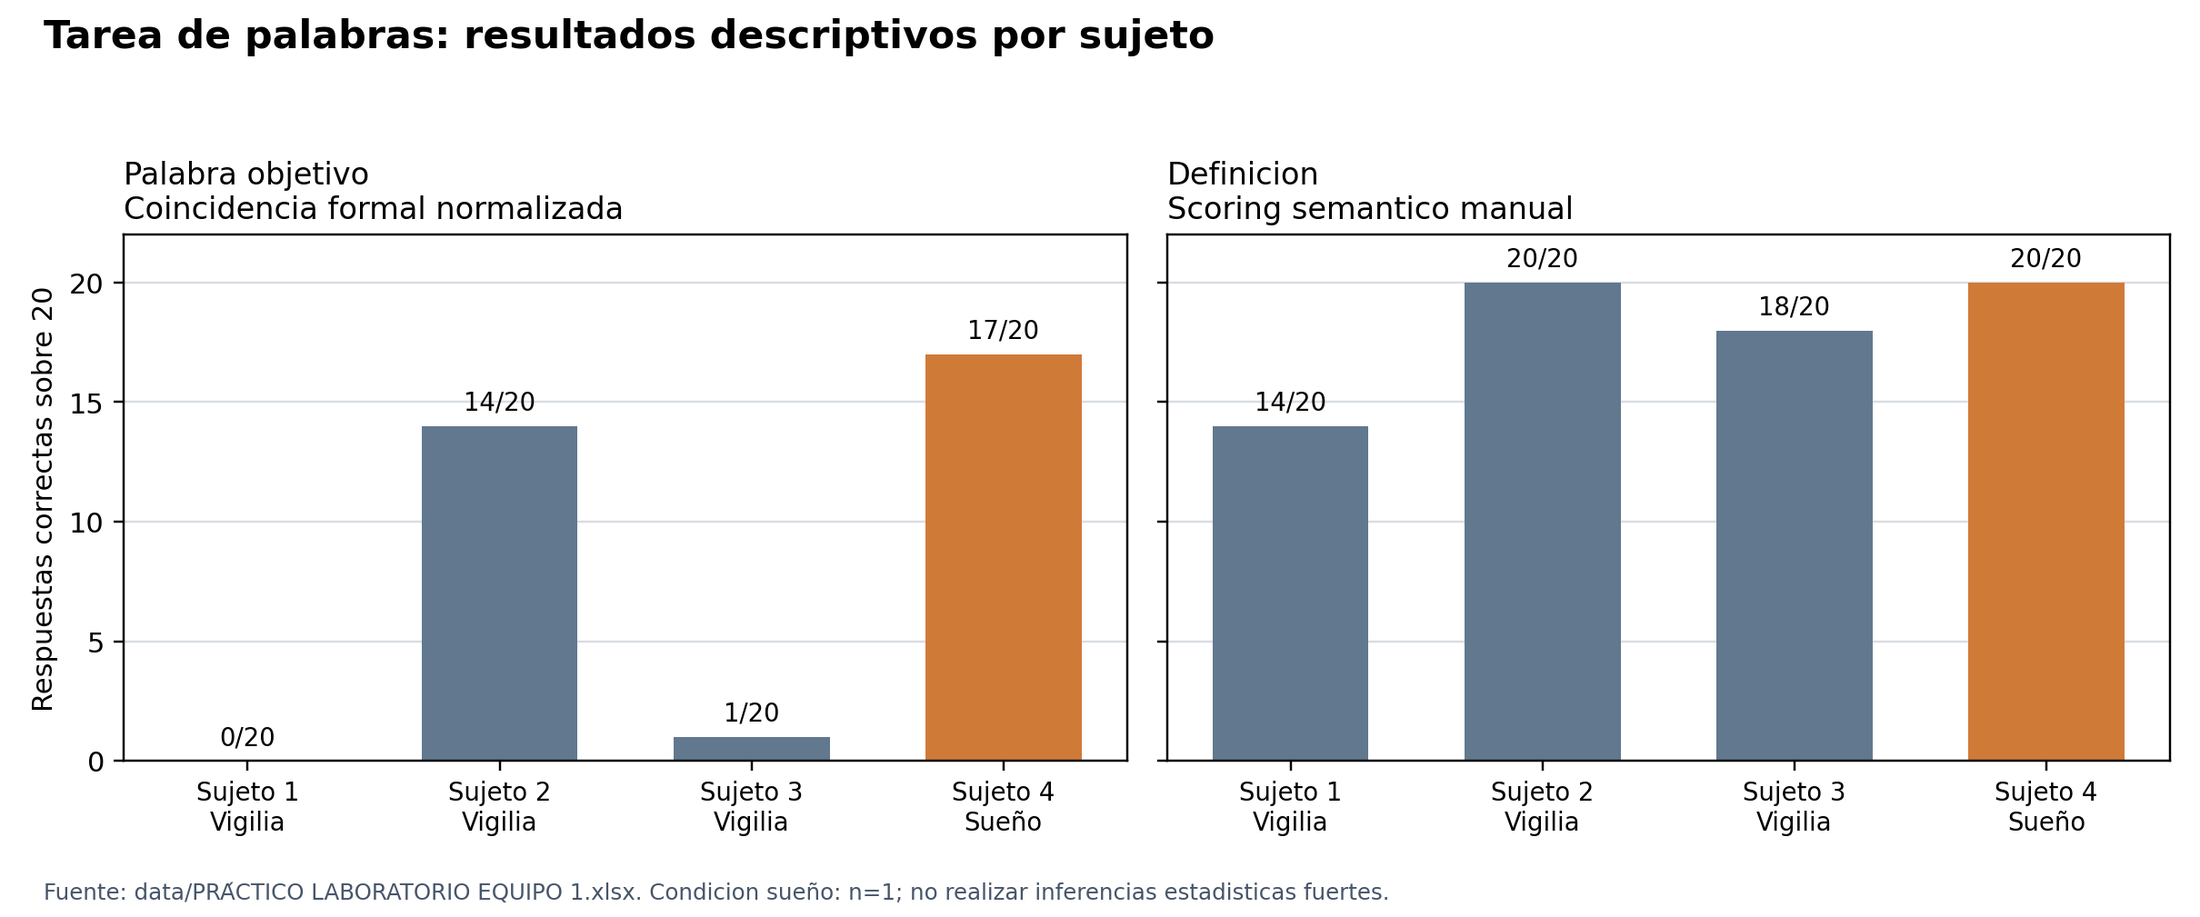 Tarea de palabras: resultados descriptivos por sujeto
Palabra objetivo
Coincidencia formal normalizada
Respuestas correctas sobre 20
20
15
10
5
0
0/20
14/20
1/20
17/20
Sujeto 1
Vigilia
Sujeto 2
Vigilia
Sujeto 3
Vigilia
Sujeto 4
Sueño
Definicion
Scoring semantico manual
14/20
20/20
18/20
20/20
Sujeto 1
Vigilia
Sujeto 2
Vigilia
Sujeto 3
Vigilia
Sujeto 4
Sueño
Fuente: data/PRÁCTICO LABORATORIO EQUIPO 1.xlsx. Condicion sueño: n=1; no realizar inferencias estadisticas fuertes.